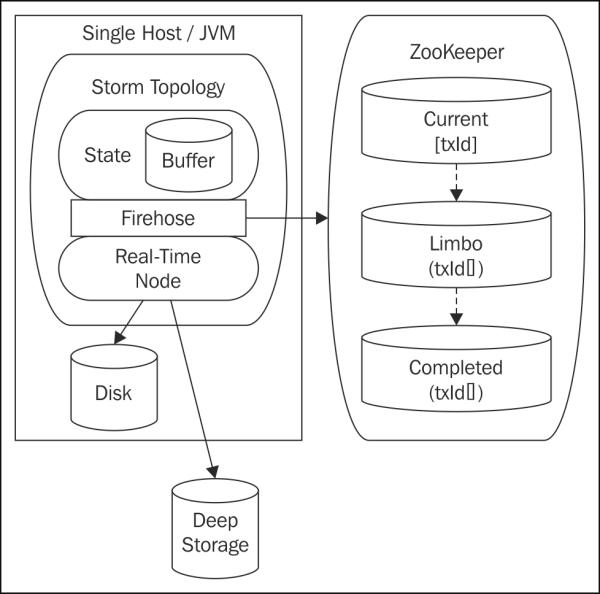 Single Host / JVM
Storm Topology
State
Buffer
Firehose
Real-Time
Node
Disk
Deep
Storage
ZooKeeper
Current
[txId]
Limbo
(txId[])
Completed
(txId[])